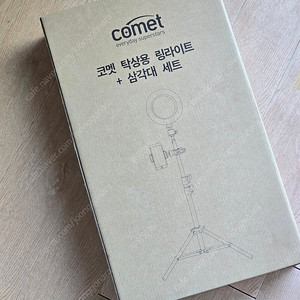 comet
everyday superstars
코멧 탁상용 링라이트
+ 삼각대 세트